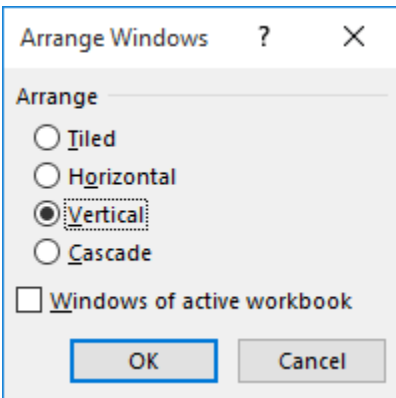 Arrange Windows ?
Arrange
Tiled
Horizontal
Vertical
Cascade
Windows of active workbook
OK Cancel